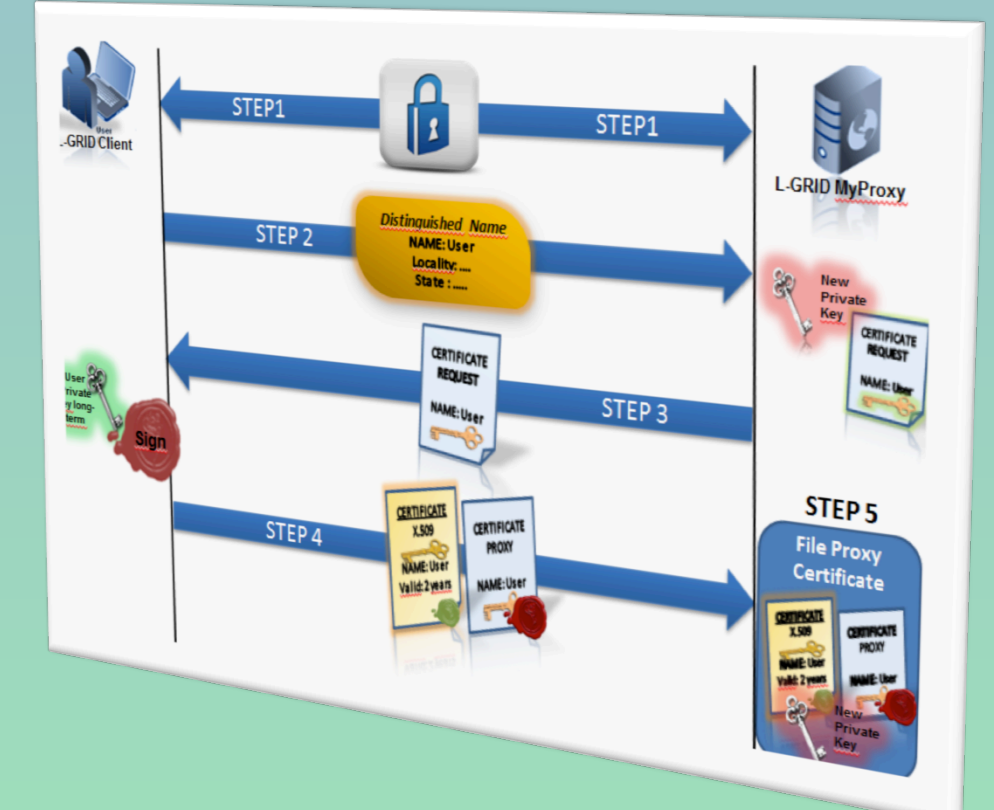 STEP1
STEP1
User
-GRID Client
L-GRID MyProxy
STEP 2
Distinguished Name
NAME: User
Locality: ....
State : .....
New
Private
Key
CERTIFICATE
REQUEST
NAME: User
CERTIFICATE
REQUEST
NAME: User
STEP 3
User
rivate
ey long-
term
Sign
STEP 4
CERTIFICATE
X.509
NAME: User
Valid: 2 years
CERTIFICATE
PROXY
NAME: User
STEP 5
File Proxy
Certificate
CERTIFICATE
X.509
NAME: User
Valid: 2 years
CERTIFICATE
PROXY
NAME: User
New
Private
Key